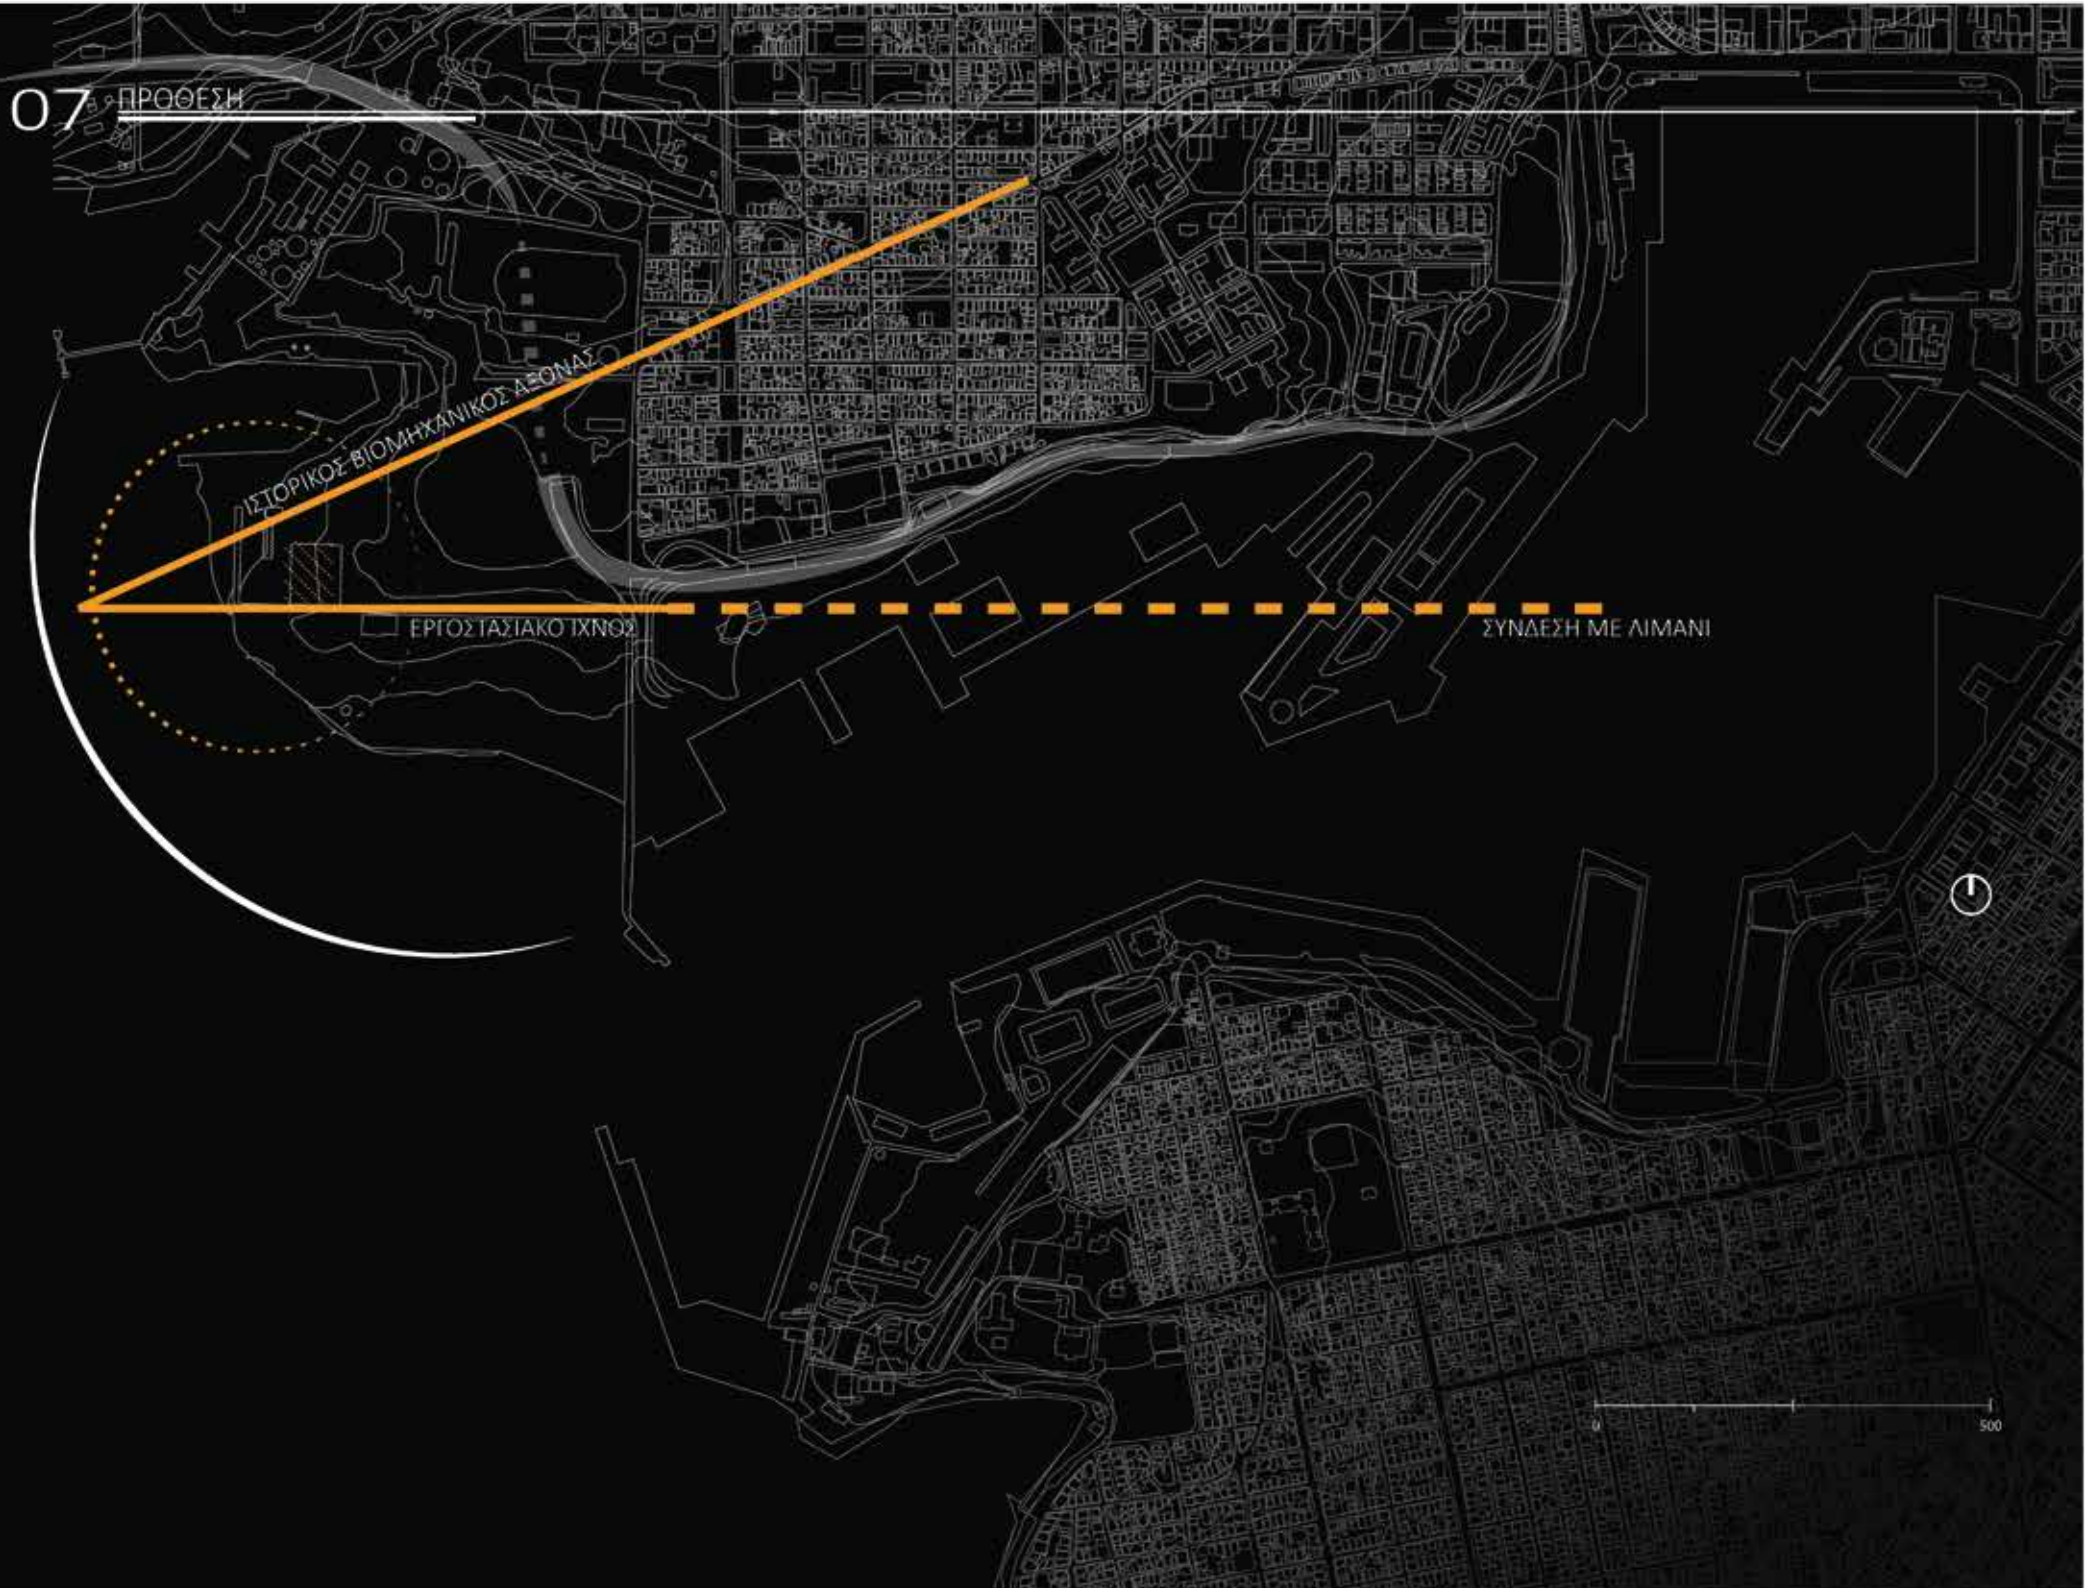 07 ΠΡΟΘΕΣΗ
ΙΣΤΟΡΙΚΟΣ ΒΙΟΜΗΧΑΝΙΚΟΣ ΑΞΟΝΑΣ
ΕΡΓΟΣΤΑΣΙΑΚΟ ΙΧΝΟΣ
ΣΥΝΔΕΣΗ ΜΕ ΛΙΜΑΝΙ
0 500